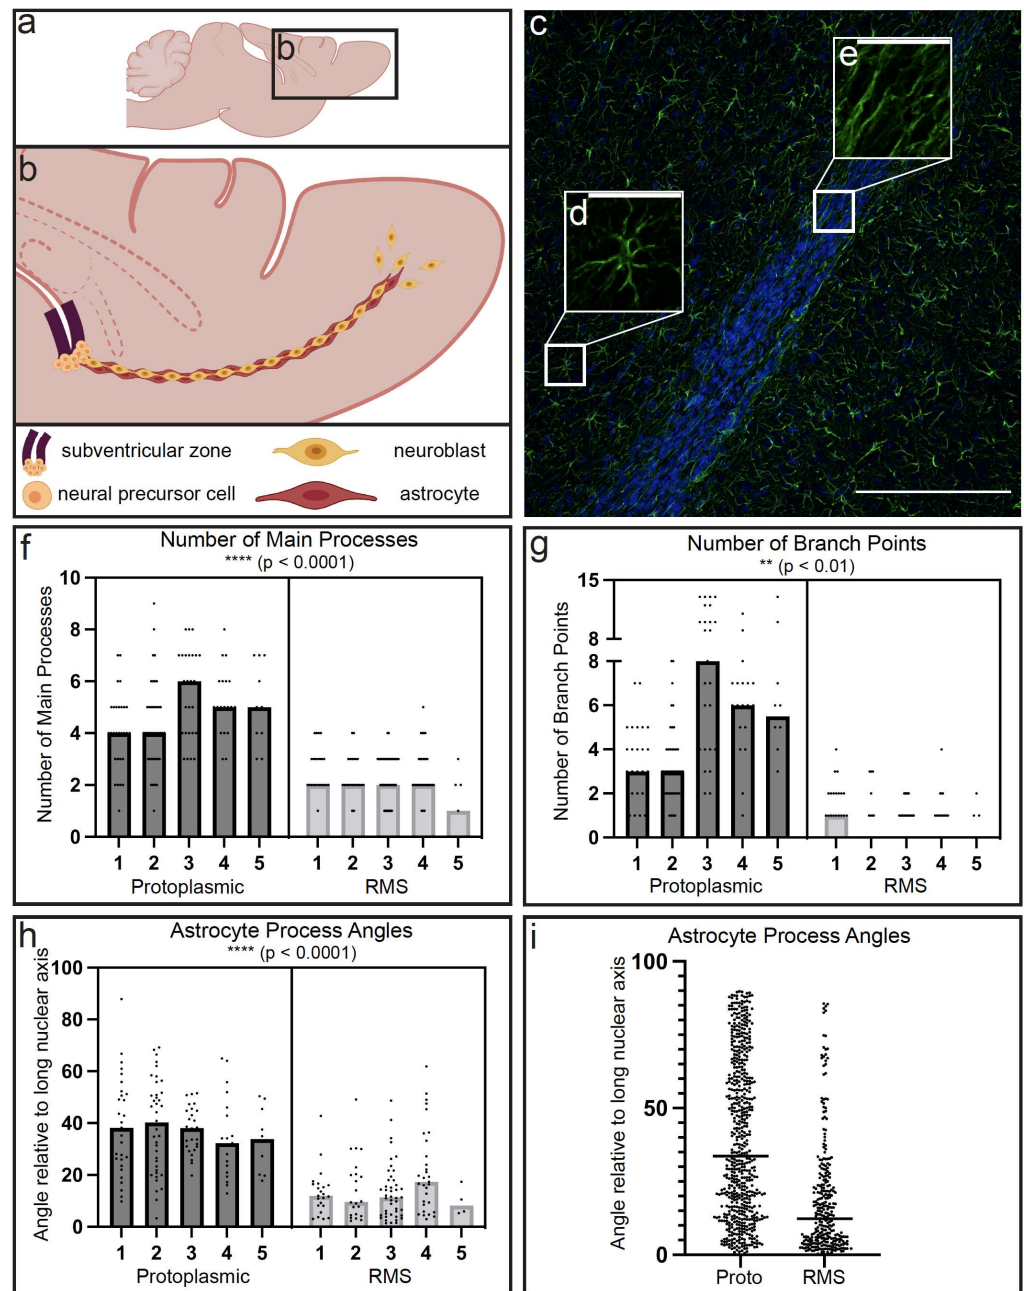 a
b
b
subventricular zone
neuroblast
neural precursor cell
astrocyte
c
e
d
f
Number of Main Processes
**** (p < 0.0001)
Number of Main Processes
10
8
6
4
2
0
1 2 3 4 5 1 2 3 4 5
Protoplasmic RMS
g
Number of Branch Points
** (p < 0.01)
Number of Branch Points
15
8
8
6
4
2
0
1 2 3 4 5 1 2 3 4 5
Protoplasmic RMS
h
Astrocyte Process Angles
**** (p < 0.0001)
Angle relative to long nuclear axis
100
80
60
40
20
0
1 2 3 4 5 1 2 3 4 5
Protoplasmic RMS
i
Astrocyte Process Angles
Angle relative to long nuclear axis
100
50
0
Proto RMS